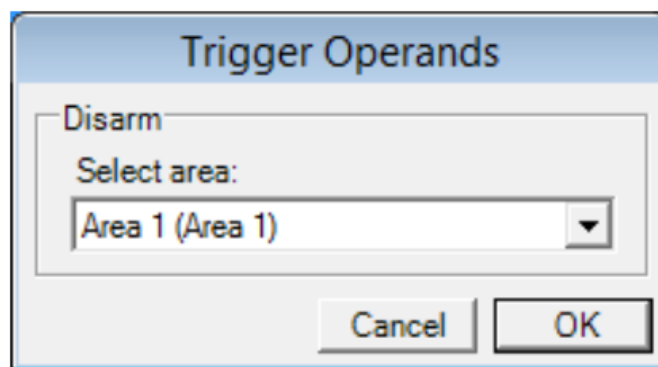 Trigger Operands
Disarm
Select area:
Area 1 (Area 1)
Cancel OK